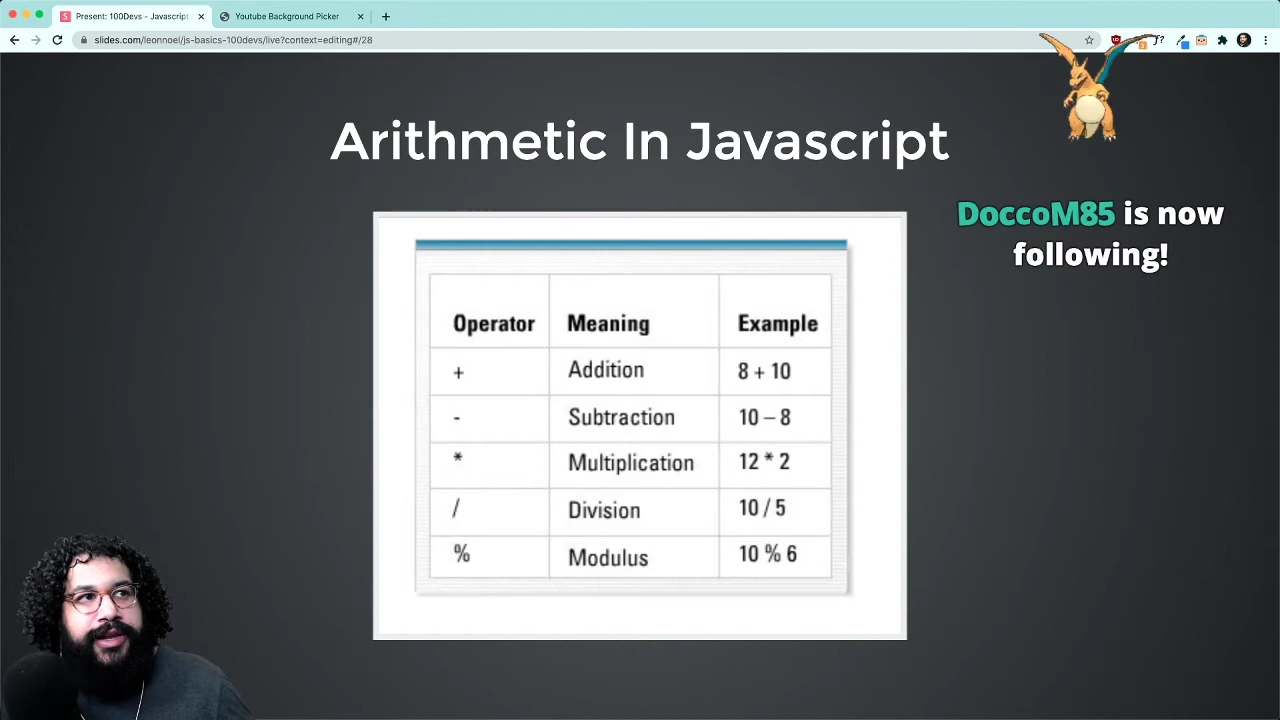 Present: 100Devs - Javascript
Youtube Background Picker
slides.com/leonnoel/js-basics-100devs/live?context=editing#/28
Arithmetic In Javascript
DoccoM85 is now
following!
Operator Meaning Example
+ Addition 8 + 10
- Subtraction 10 – 8
* Multiplication 12 * 2
/ Division 10 / 5
% Modulus 10 % 6